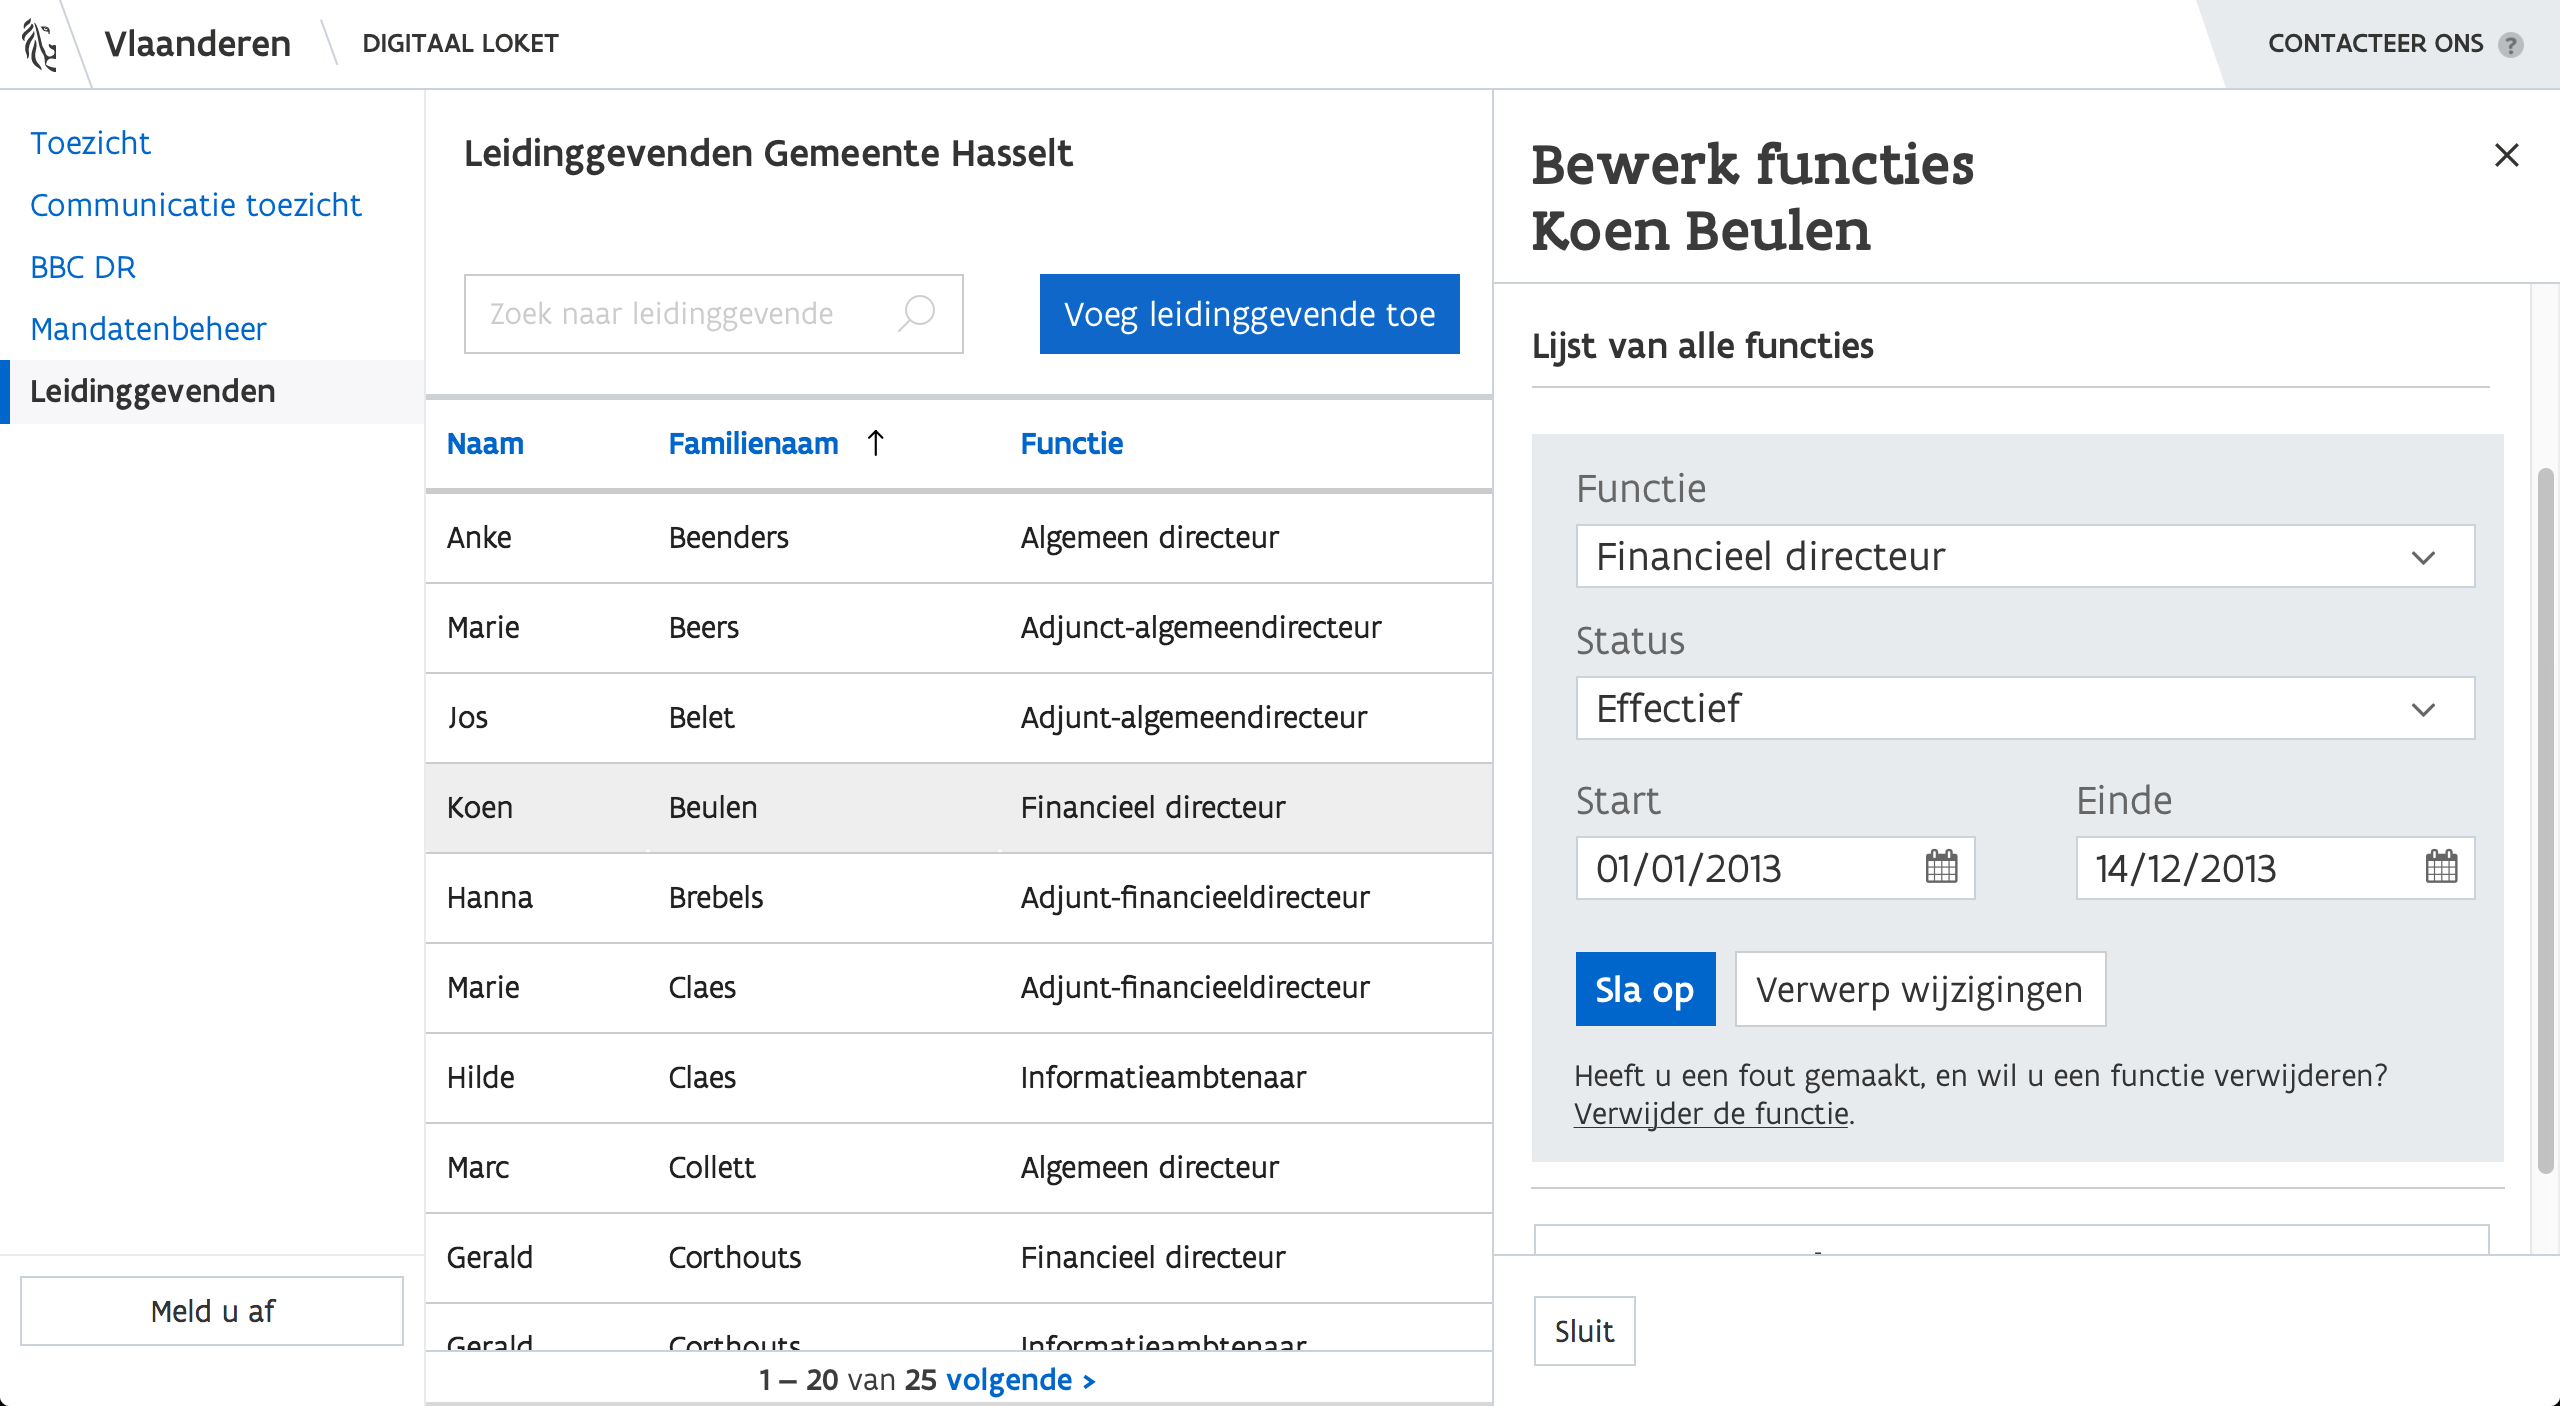 Vlaanderen
DIGITAAL LOKET
CONTACTEER ONS ?
Toezicht
Communicatie toezicht
BBC DR
Mandatenbeheer
Leidinggevenden
Meld u af
Leidinggevenden Gemeente Hasselt
Zoek naar leidinggevende
Voeg leidinggevende toe
Naam Familienaam ↑ Functie
Anke Beenders Algemeen directeur
Marie Beers Adjunct-algemeendirecteur
Jos Belet Adjunt-algemeendirecteur
Koen Beulen Financieel directeur
Hanna Brebels Adjunt-financieeldirecteur
Marie Claes Adjunt-financieeldirecteur
Hilde Claes Informatieambtenaar
Marc Collett Algemeen directeur
Gerald Corthouts Financieel directeur
Gerald Corthouts Informatieambtenaar
1 – 20 van 25 volgende >
Bewerk functies
Koen Beulen
Lijst van alle functies
Functie
Financieel directeur
Status
Effectief
Start Einde
01/01/2013 14/12/2013
Sla op Verwerp wijzigingen
Heeft u een fout gemaakt, en wil u een functie verwijderen?
Verwijder de functie.
Sluit